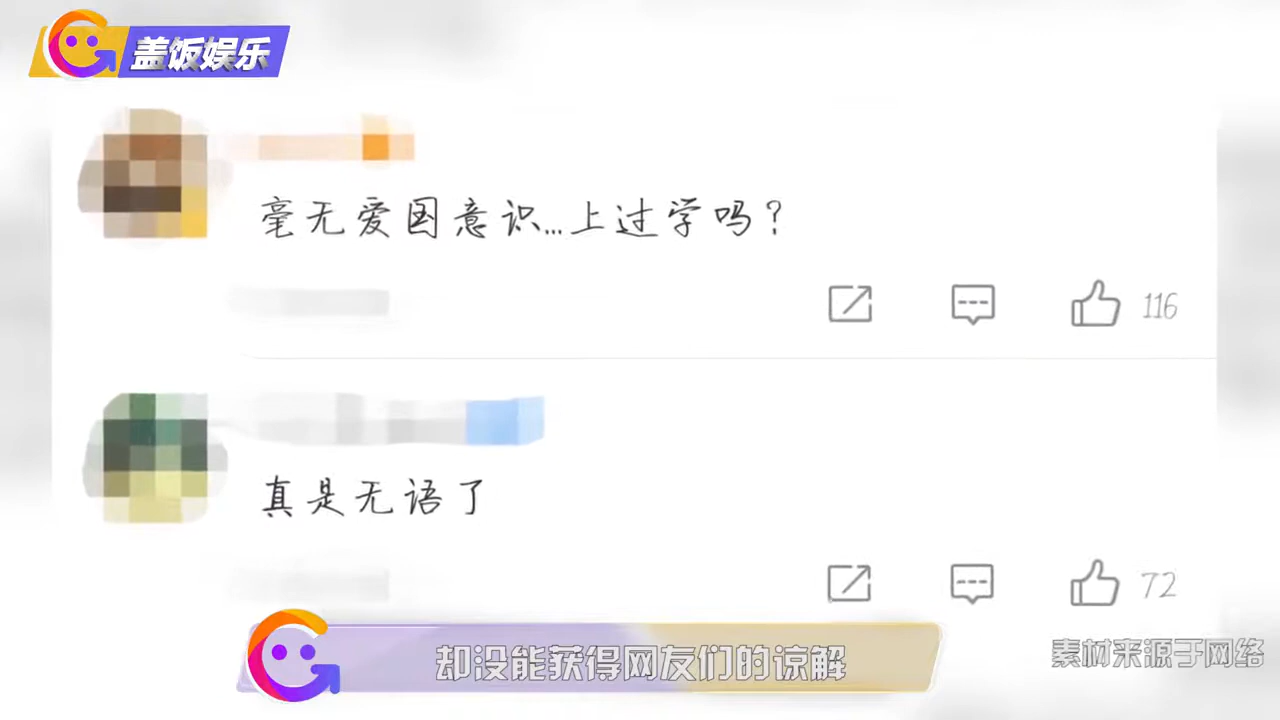 盖饭娱乐
毫无爱国意识...上过学吗?
116
真是无语了
72
却没能获得网友们的谅解
素材来源于网络